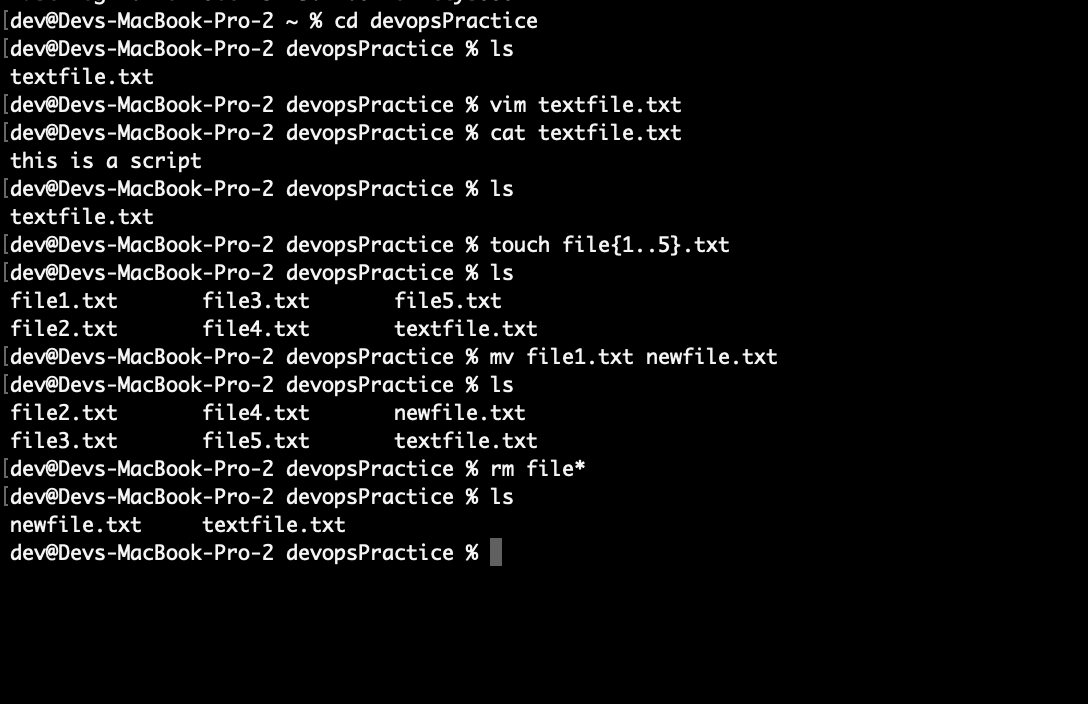 [dev@Devs-MacBook-Pro-2 ~ % cd devopsPractice
[dev@Devs-MacBook-Pro-2 devopsPractice % ls
textfile.txt
[dev@Devs-MacBook-Pro-2 devopsPractice % vim textfile.txt
[dev@Devs-MacBook-Pro-2 devopsPractice % cat textfile.txt
this is a script
[dev@Devs-MacBook-Pro-2 devopsPractice % ls
textfile.txt
[dev@Devs-MacBook-Pro-2 devopsPractice % touch file{1..5}.txt
[dev@Devs-MacBook-Pro-2 devopsPractice % ls
file1.txt       file3.txt       file5.txt
file2.txt       file4.txt       textfile.txt
[dev@Devs-MacBook-Pro-2 devopsPractice % mv file1.txt newfile.txt
[dev@Devs-MacBook-Pro-2 devopsPractice % ls
file2.txt       file4.txt       newfile.txt
file3.txt       file5.txt       textfile.txt
[dev@Devs-MacBook-Pro-2 devopsPractice % rm file*
[dev@Devs-MacBook-Pro-2 devopsPractice % ls
newfile.txt     textfile.txt
dev@Devs-MacBook-Pro-2 devopsPractice %